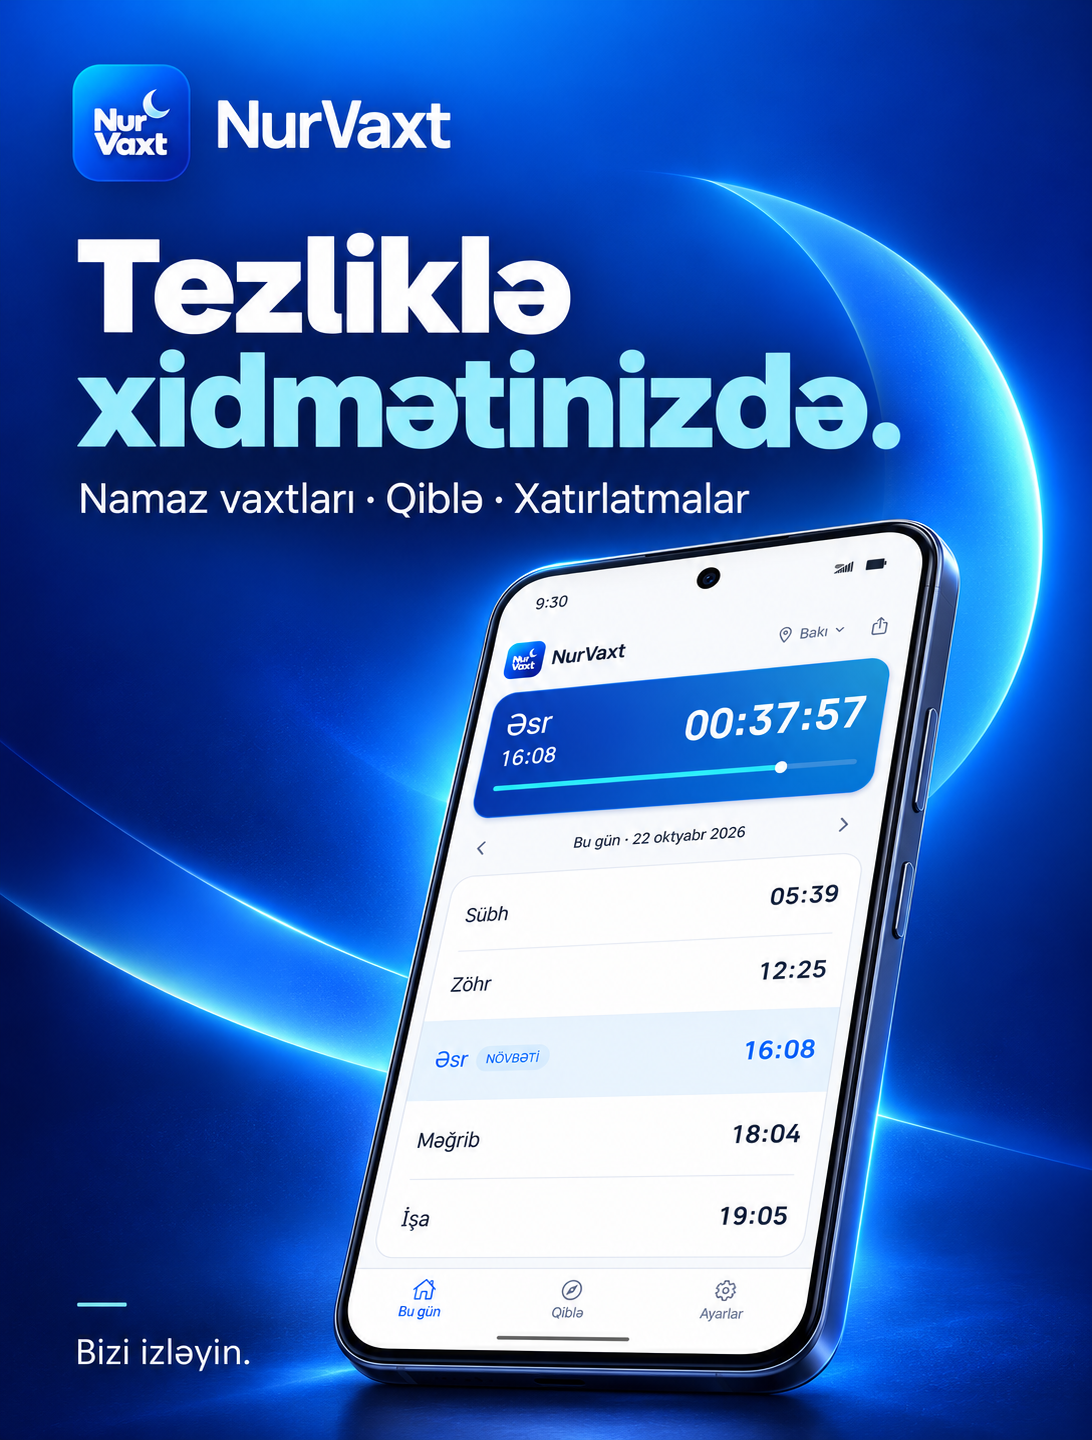 Nur
Vaxt
NurVaxt
Tezliklə
xidmətinizdə.
Namaz vaxtları · Qiblə · Xatırlatmalar
9:30
Nur
Vaxt
NurVaxt
Bakı
Əsr
00:37:57
16:08
Bu gün · 22 oktyabr 2026
Sübh 05:39
Zöhr 12:25
Əsr NÖVBƏTİ 16:08
Məğrib 18:04
İşa 19:05
Bu gün Qiblə Ayarlar
Bizi izləyin.